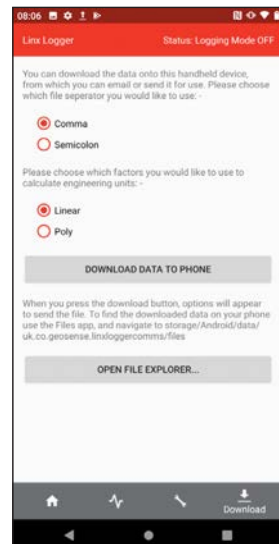 08:06
Linx Logger Status: Logging Mode OFF
You can download the data onto this handheld device,
from which you can email or send it for use. Please choose
which file seperator you would like to use: -
Comma
Semicolon
Please choose which factors you would like to use to
calculate engineering units: -
Linear
Poly
DOWNLOAD DATA TO PHONE
When you press the download button, options will appear
to send the file. To find the downloaded data on your phone
use the Files app, and navigate to storage/Android/data/
uk.co.geosense.linxloggercomms/files
OPEN FILE EXPLORER...
Download